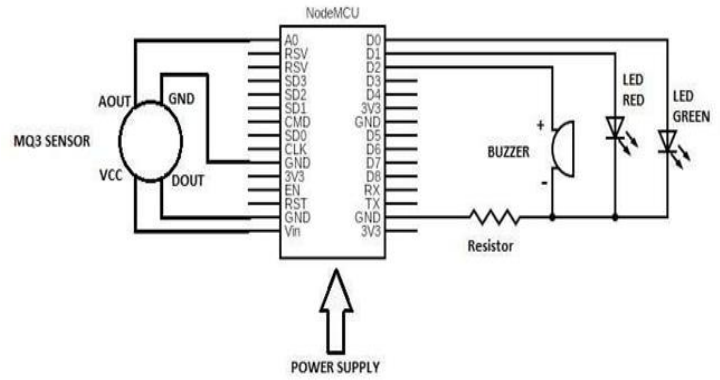 NodeMCU
A0
RSV
RSV
SD3
SD2
SD1
CMD
SD0
CLK
GND
3V3
EN
RST
GND
Vin
D0
D1
D2
D3
D4
3V3
GND
D5
D6
D7
D8
RX
TX
GND
3V3
AOUT
GND
MQ3 SENSOR
VCC
DOUT
LED
RED
LED
GREEN
+
BUZZER
-
Resistor
POWER SUPPLY